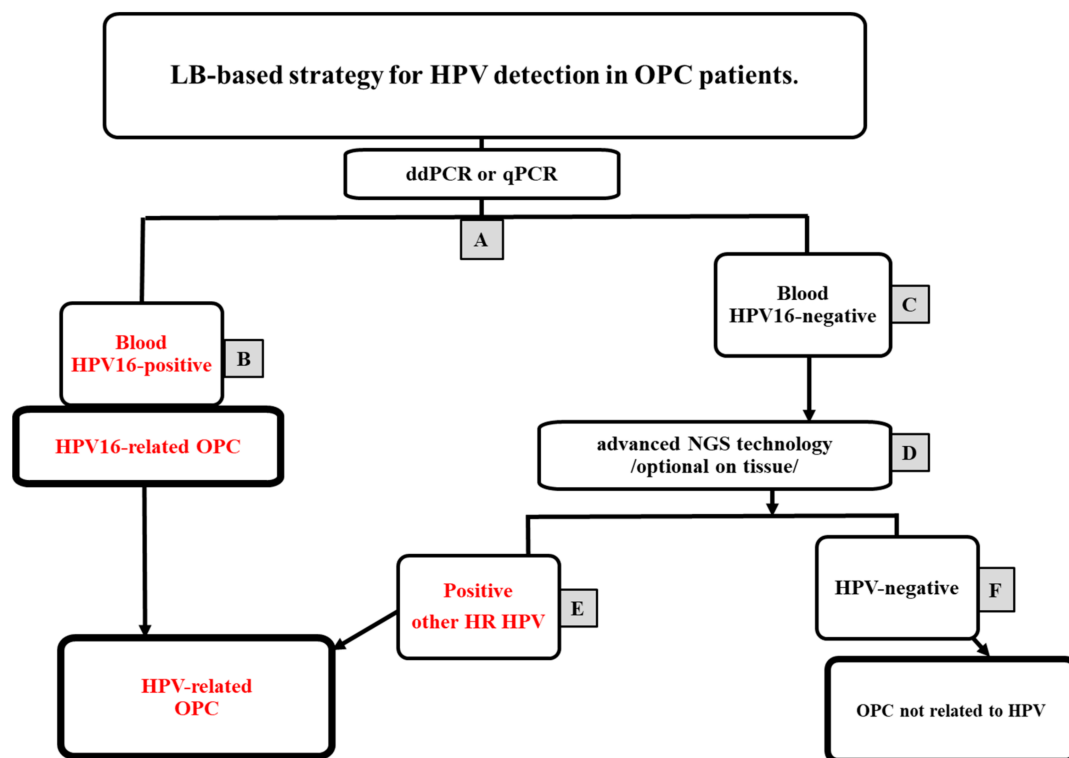 LB-based strategy for HPV detection in OPC patients.
ddPCR or qPCR
A
Blood
HPV16-positive
B
HPV16-related OPC
Blood
HPV16-negative
C
advanced NGS technology
/optional on tissue/
D
Positive
other HR HPV
E
HPV-negative
F
HPV-related
OPC
OPC not related to HPV